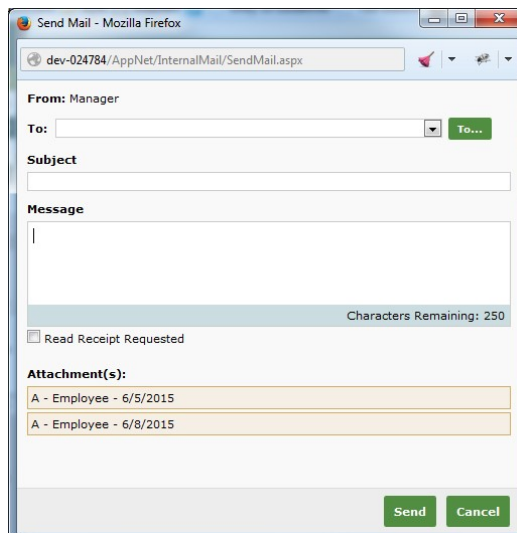 Send Mail - Mozilla Firefox
dev-024784/AppNet/InternalMail/SendMail.aspx
From: Manager
To: To...
Subject
Message
Characters Remaining: 250
Read Receipt Requested
Attachment(s):
A - Employee - 6/5/2015
A - Employee - 6/8/2015
Send Cancel